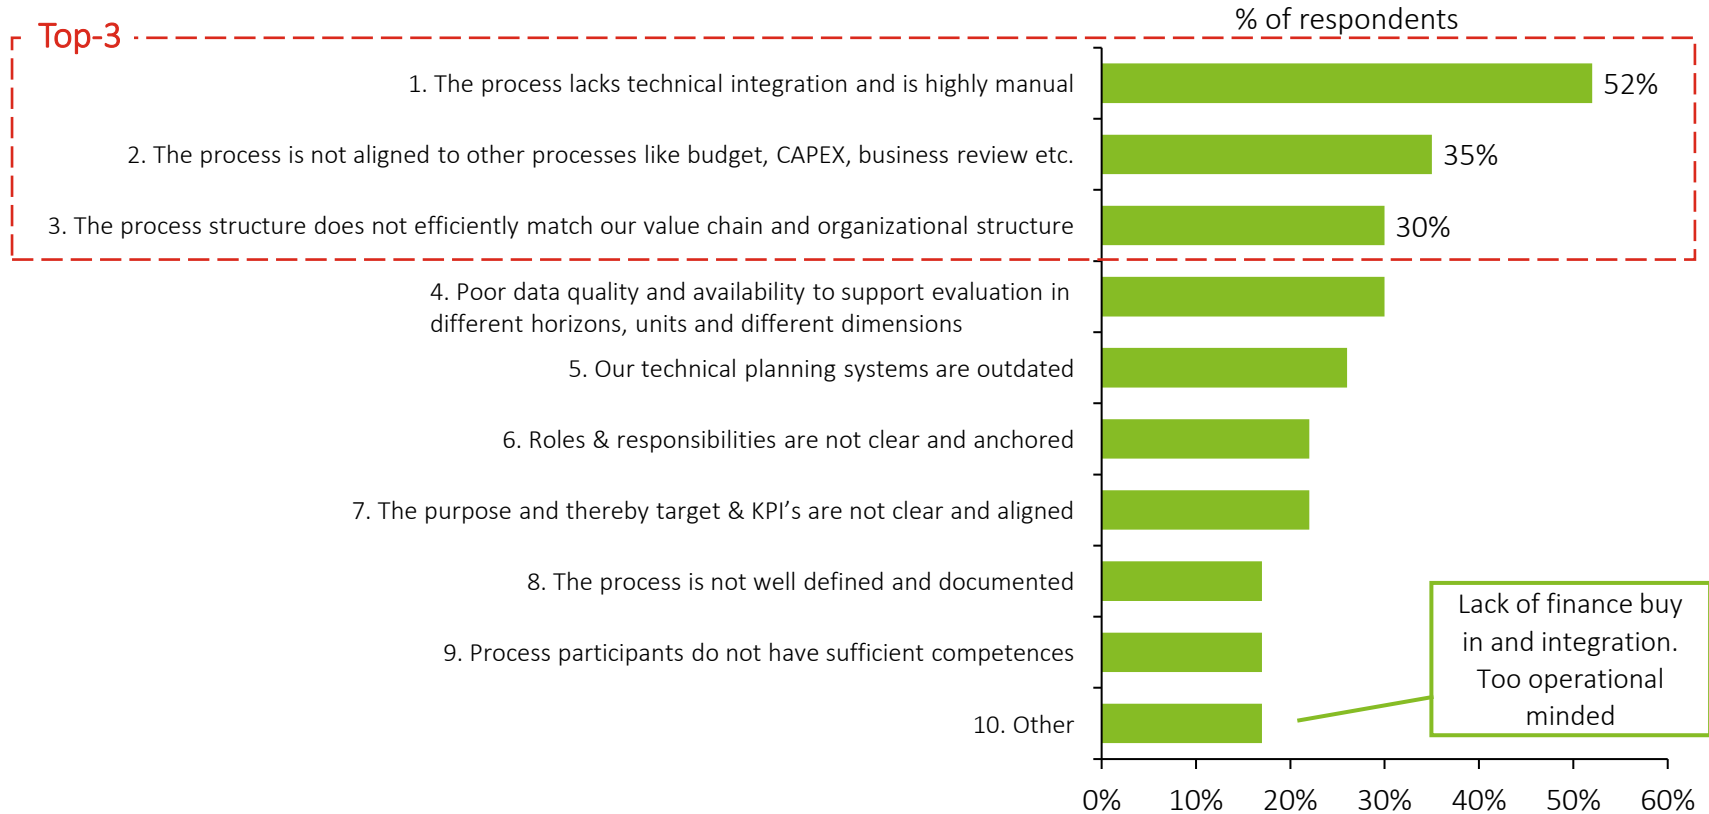 % of respondents
Top-3
1. The process lacks technical integration and is highly manual
52%
2. The process is not aligned to other processes like budget, CAPEX, business review etc.
35%
3. The process structure does not efficiently match our value chain and organizational structure
30%
4. Poor data quality and availability to support evaluation in
different horizons, units and different dimensions
5. Our technical planning systems are outdated
6. Roles & responsibilities are not clear and anchored
7. The purpose and thereby target & KPI’s are not clear and aligned
8. The process is not well defined and documented
9. Process participants do not have sufficient competences
10. Other
Lack of finance buy
in and integration.
Too operational
minded
0% 10% 20% 30% 40% 50% 60%